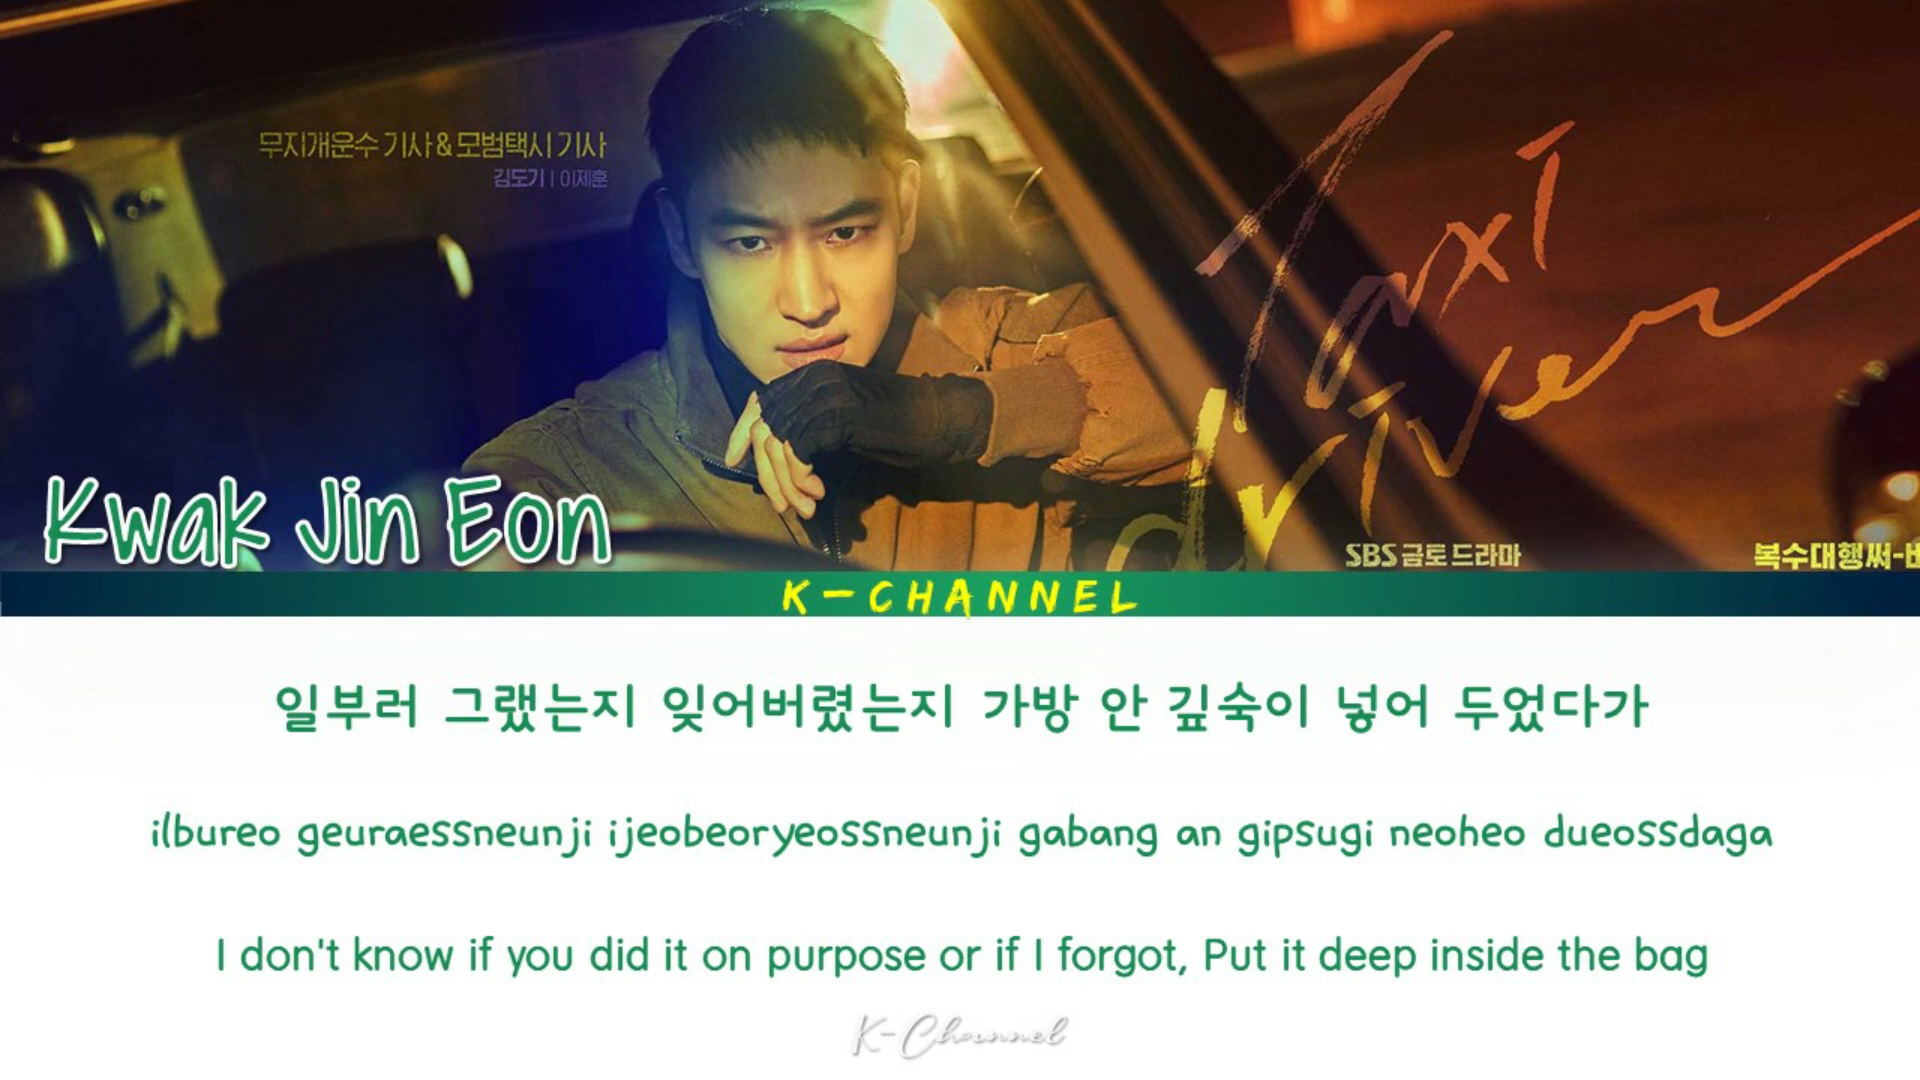 무지개운수 기사 & 모범택시 기사
김도기 | 이제훈
Taxi
driver
Kwak Jin Eon
SBS 금토드라마
복수대행써-비
K-CHANNEL
일부러 그랬는지 잊어버렸는지 가방 안 깊숙이 넣어 두었다가
ilbureo geuraessneunji ijeobeoryeossneunji gabang an gipsugi neoheo dueossdaga
I don't know if you did it on purpose or if I forgot, Put it deep inside the bag
K-Channel